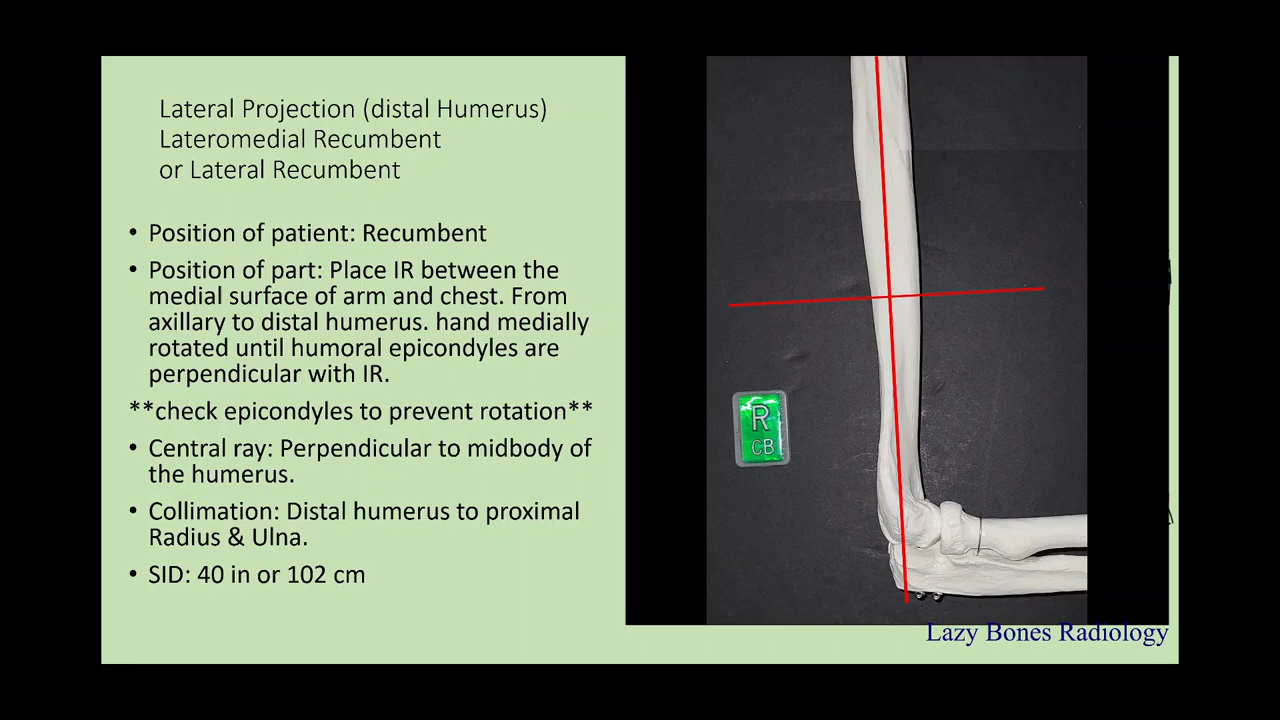 Lateral Projection (distal Humerus)
Lateromedial Recumbent
or Lateral Recumbent
• Position of patient: Recumbent
• Position of part: Place IR between the
medial surface of arm and chest. From
axillary to distal humerus. hand medially
rotated until humoral epicondyles are
perpendicular with IR.
**check epicondyles to prevent rotation**
• Central ray: Perpendicular to midbody of
the humerus.
• Collimation: Distal humerus to proximal
Radius & Ulna.
• SID: 40 in or 102 cm
R
CB
Lazy Bones Radiology